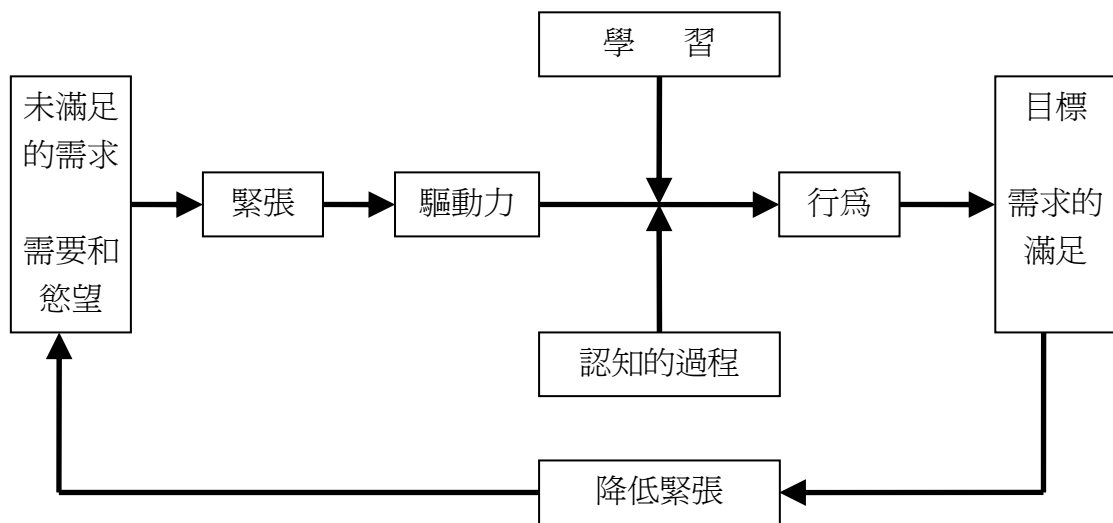 學 習
未滿足
的需求
需要和
慾望
緊張
驅動力
行爲
目標
需求的
滿足
認知的過程
降低緊張